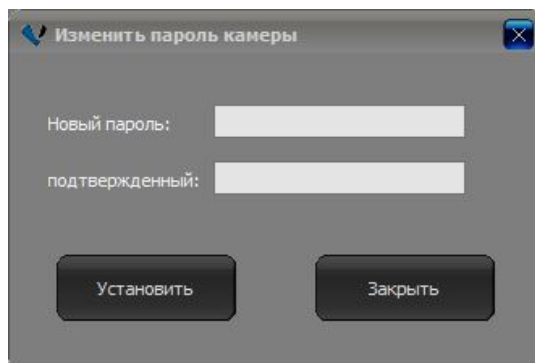 Изменить пароль камеры
Новый пароль:
подтвержденный:
Установить
Закрыть